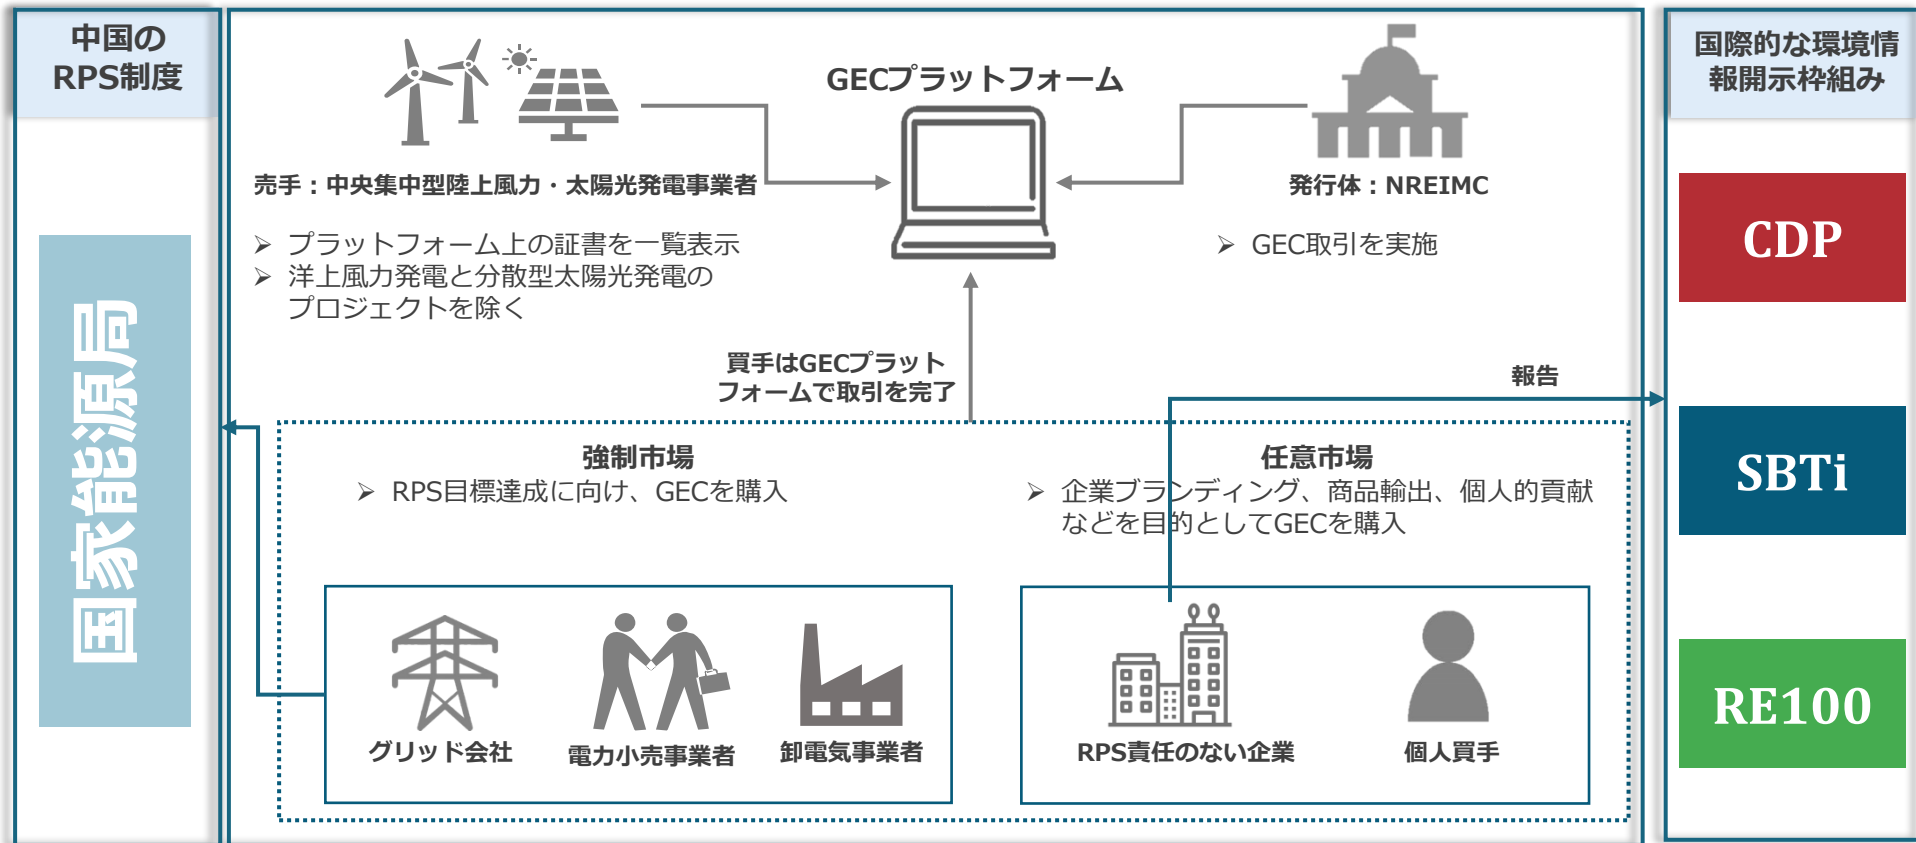 中国の
RPS制度
国家能源局
GECプラットフォーム
売手：中央集中型陸上風力・太陽光発電事業者
➢ プラットフォーム上の証書を一覧表示
➢ 洋上風力発電と分散型太陽光発電の
プロジェクトを除く
発行体：NREIMC
➢ GEC取引を実施
買手はGECプラット
フォームで取引を完了
報告
強制市場
➢ RPS目標達成に向け、GECを購入
グリッド会社
電力小売事業者
卸電気事業者
任意市場
➢ 企業ブランディング、商品輸出、個人的貢献
などを目的としてGECを購入
RPS責任のない企業
個人買手
国際的な環境情
報開示枠組み
CDP
SBTi
RE100